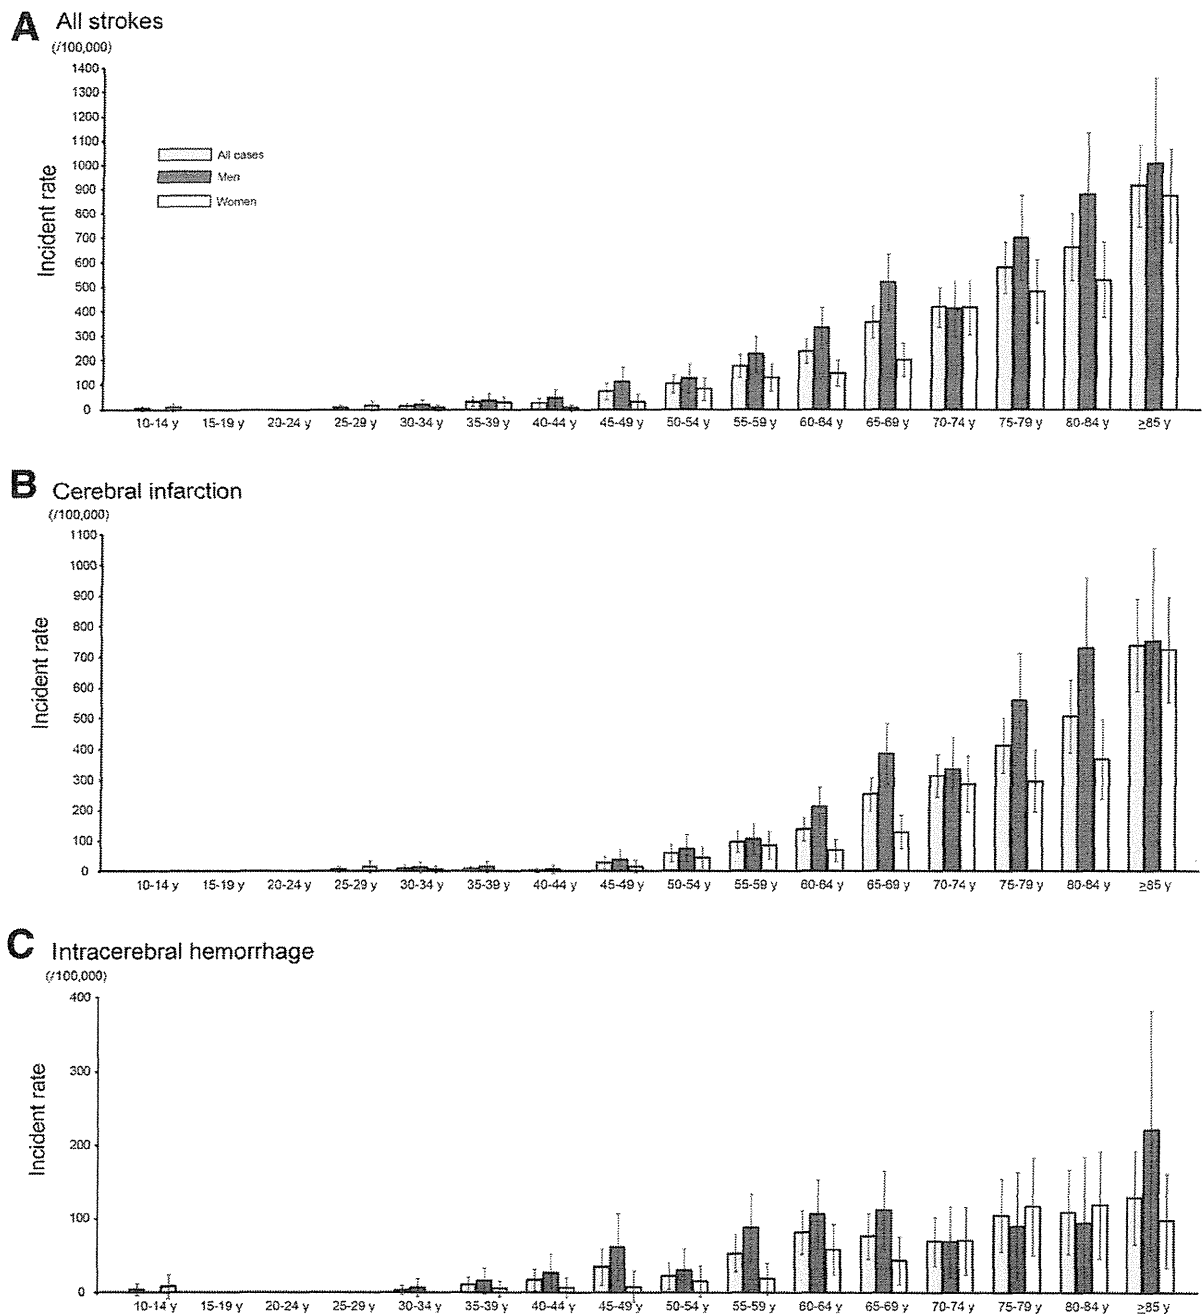 A All strokes
(/100,000)
1400
1300
1200
1100
1000
900
800
700
600
500
400
300
200
100
0
Incident rate
All cases
Men
Women
10-14 y 15-19 y 20-24 y 25-29 y 30-34 y 35-39 y 40-44 y 45-49 y 50-54 y 55-59 y 60-64 y 65-69 y 70-74 y 75-79 y 80-84 y ≥85 y
B Cerebral infarction
(/100,000)
1100
1000
900
800
700
600
500
400
300
200
100
0
Incident rate
10-14 y 15-19 y 20-24 y 25-29 y 30-34 y 35-39 y 40-44 y 45-49 y 50-54 y 55-59 y 60-64 y 65-69 y 70-74 y 75-79 y 80-84 y ≥85 y
C Intracerebral hemorrhage
(/100,000)
400
300
200
100
0
Incident rate
10-14 y 15-19 y 20-24 y 25-29 y 30-34 y 35-39 y 40-44 y 45-49 y 50-54 y 55-59 y 60-64 y 65-69 y 70-74 y 75-79 y 80-84 y ≥85 y